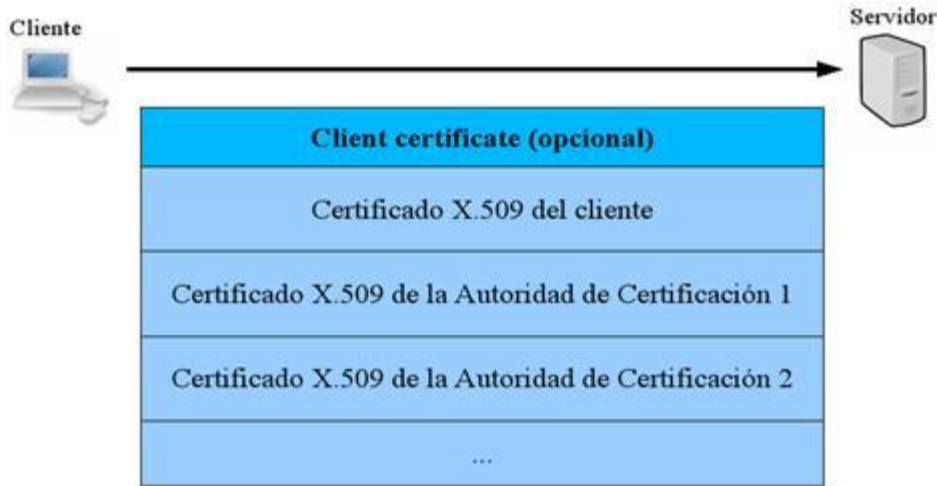 Cliente
Servidor
Client certificate (opcional)
Certificado X.509 del cliente
Certificado X.509 de la Autoridad de Certificación 1
Certificado X.509 de la Autoridad de Certificación 2
...